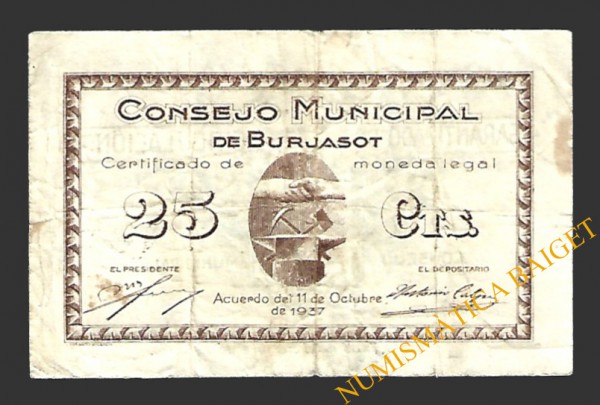 CONSEJO MUNICIPAL
DE BURJASOT
Certificado de moneda legal
25 CTS.
EL PRESIDENTE
EL DEPOSITARIO
Acuerdo del 11 de Octubre
de 1937
NUMISMATICA RAIGET